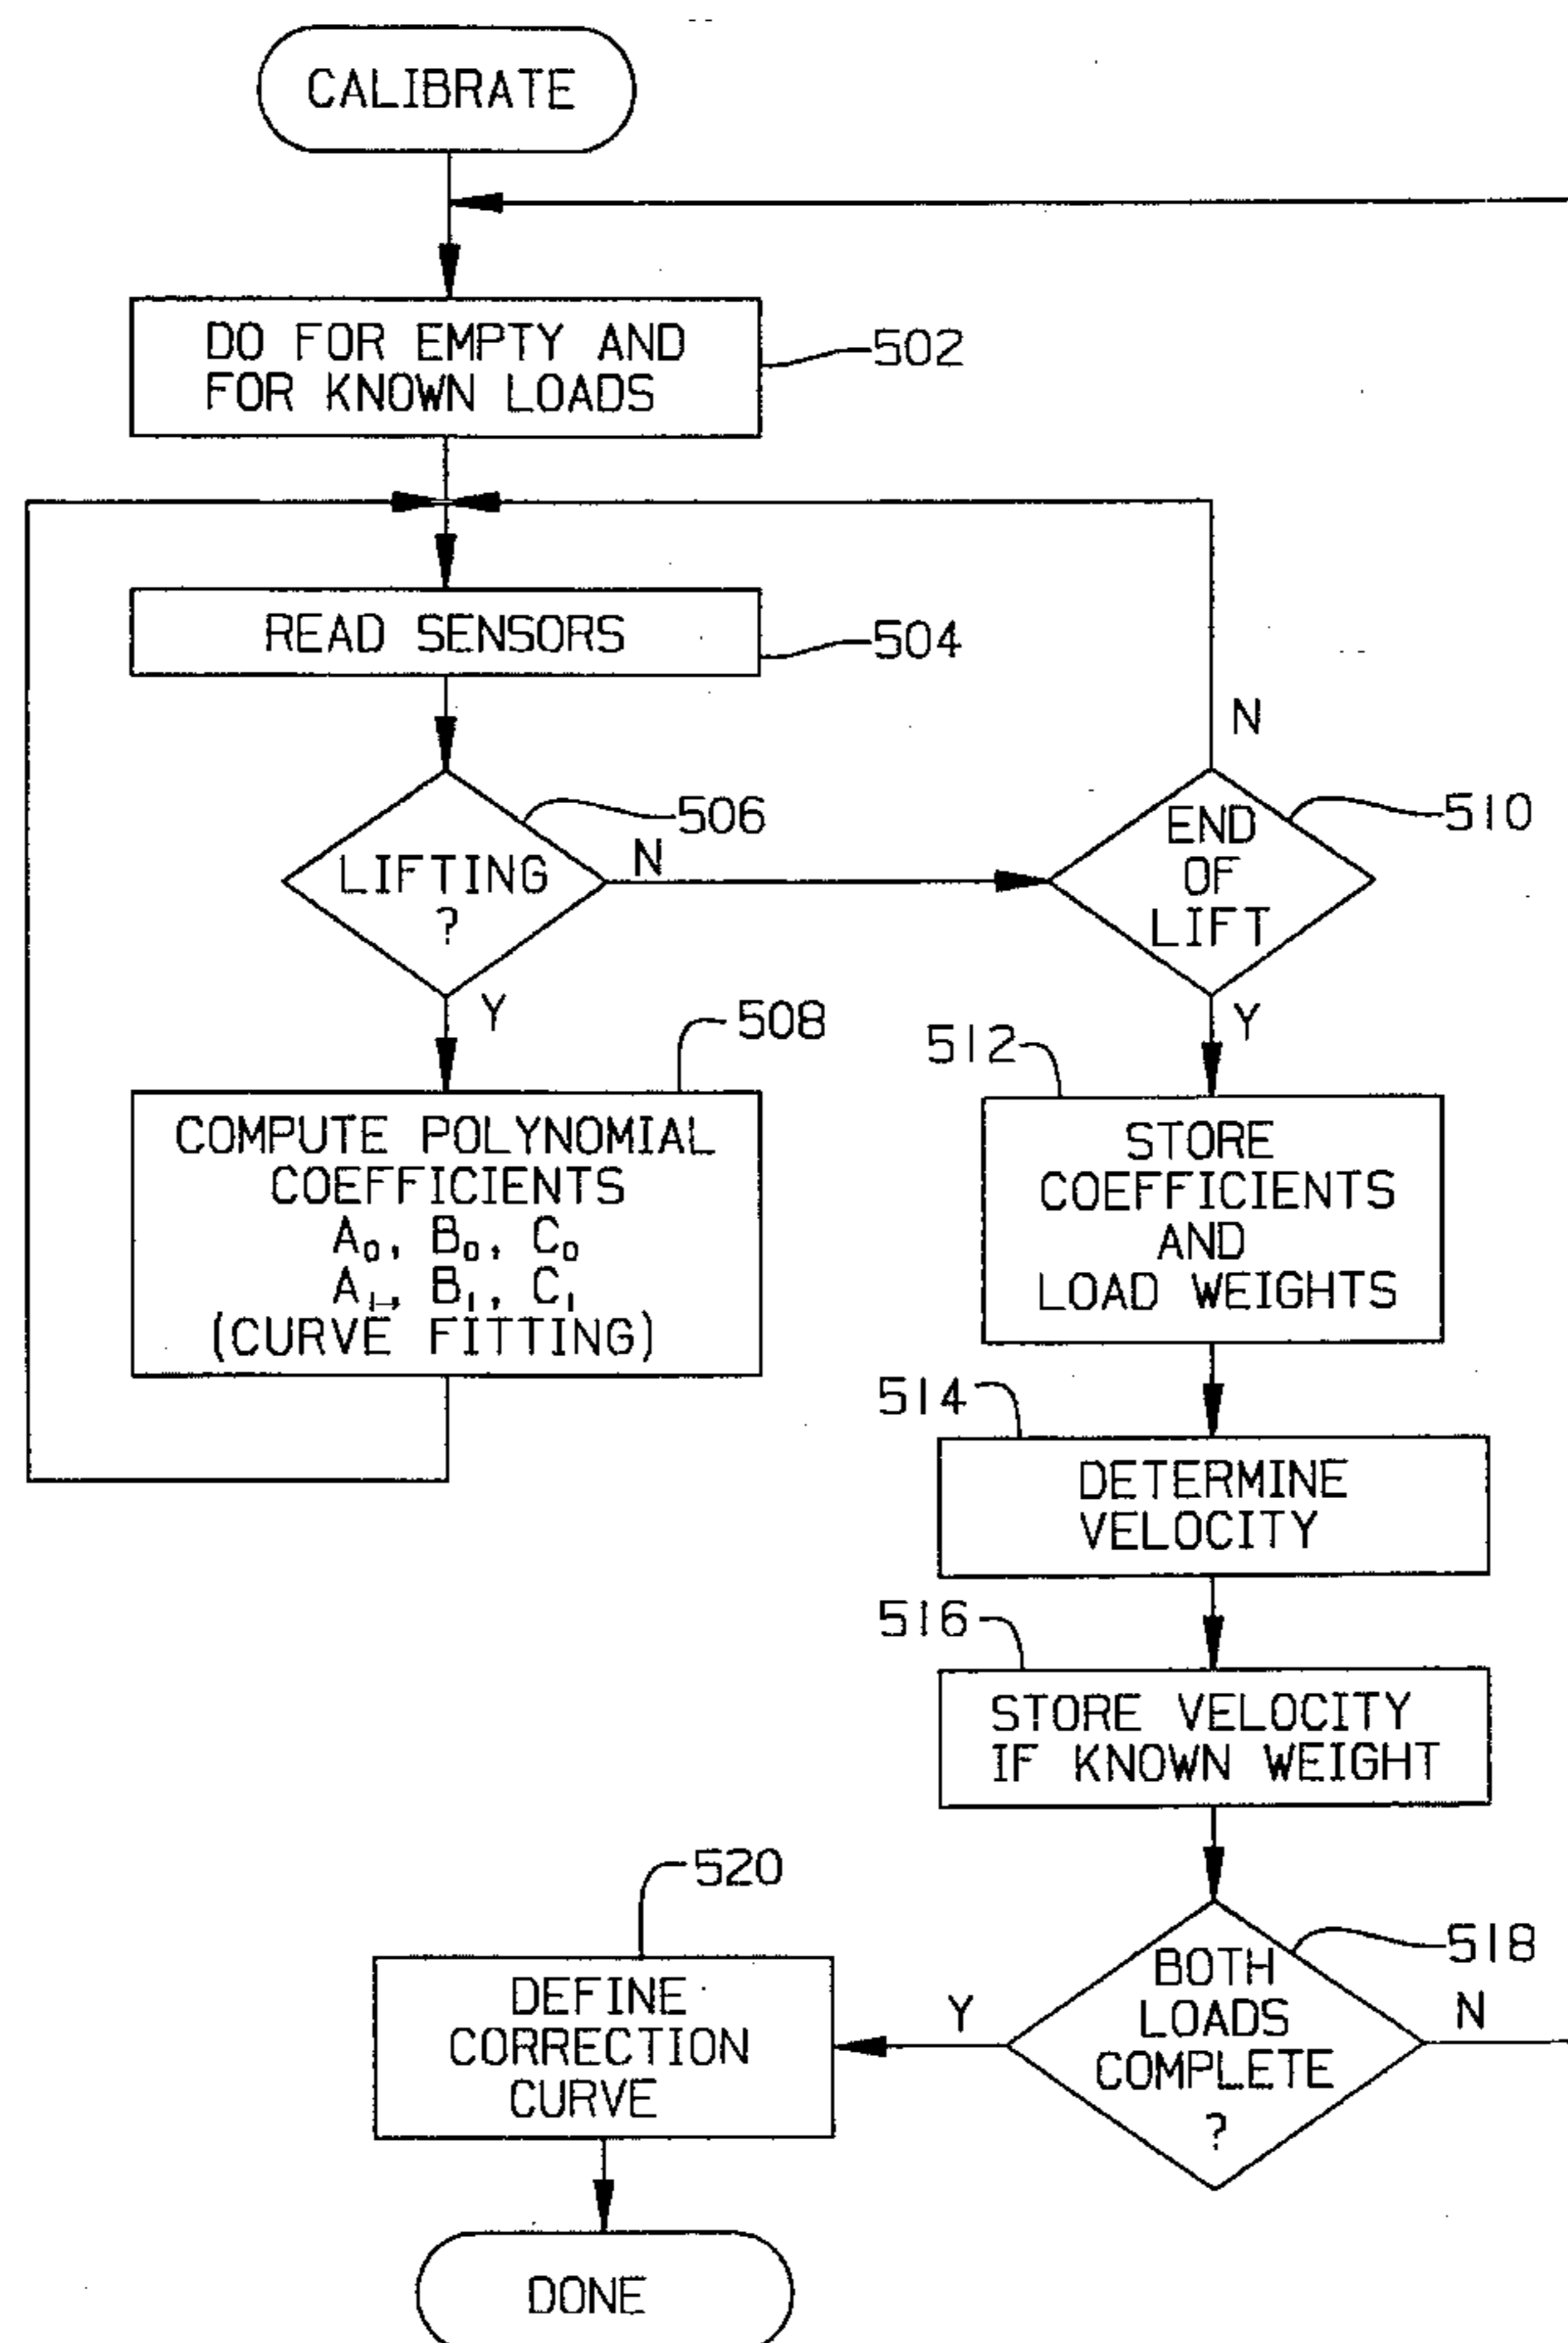 CALIBRATE
DO FOR EMPTY AND
FOR KNOWN LOADS
502
READ SENSORS
504
LIFTING
?
506
N
Y
END
OF
LIFT
510
N
Y
508
COMPUTE POLYNOMIAL
COEFFICIENTS
A₀, B₀, C₀
A₁, B₁, C₁
(CURVE FITTING)
512
STORE
COEFFICIENTS
AND
LOAD WEIGHTS
514
DETERMINE
VELOCITY
516
STORE VELOCITY
IF KNOWN WEIGHT
518
BOTH
LOADS
COMPLETE
?
Y
N
520
DEFINE
CORRECTION
CURVE
DONE